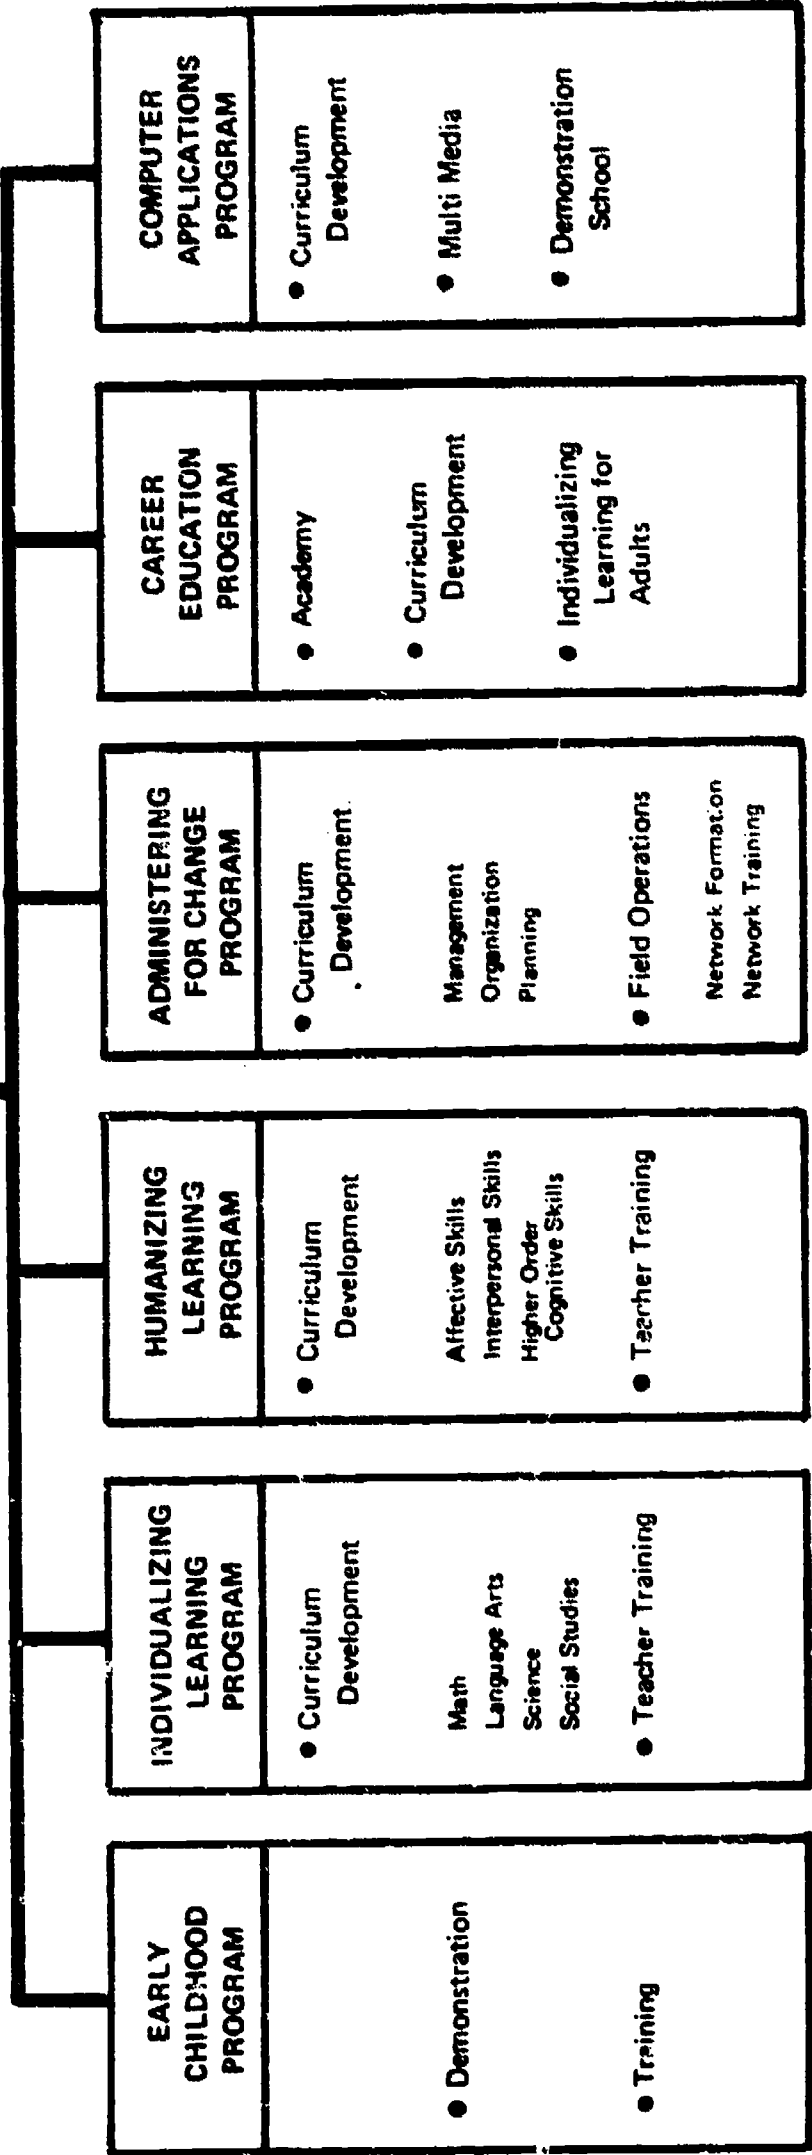 EARLY
CHILDHOOD
PROGRAM
● Demonstration
● Training
INDIVIDUALIZING
LEARNING
PROGRAM
● Curriculum
Development
Math
Language Arts
Science
Social Studies
● Teacher Training
HUMANIZING
LEARNING
PROGRAM
● Curriculum
Development
Affective Skills
Interpersonal Skills
Higher Order
Cognitive Skills
● Teacher Training
ADMINISTERING
FOR CHANGE
PROGRAM
● Curriculum
Development
Management
Organization
Planning
● Field Operations
Network Formation
Network Training
CAREER
EDUCATION
PROGRAM
● Academy
● Curriculum
Development
● Individualizing
Learning for
Adults
COMPUTER
APPLICATIONS
PROGRAM
● Curriculum
Development
● Multi Media
● Demonstration
School